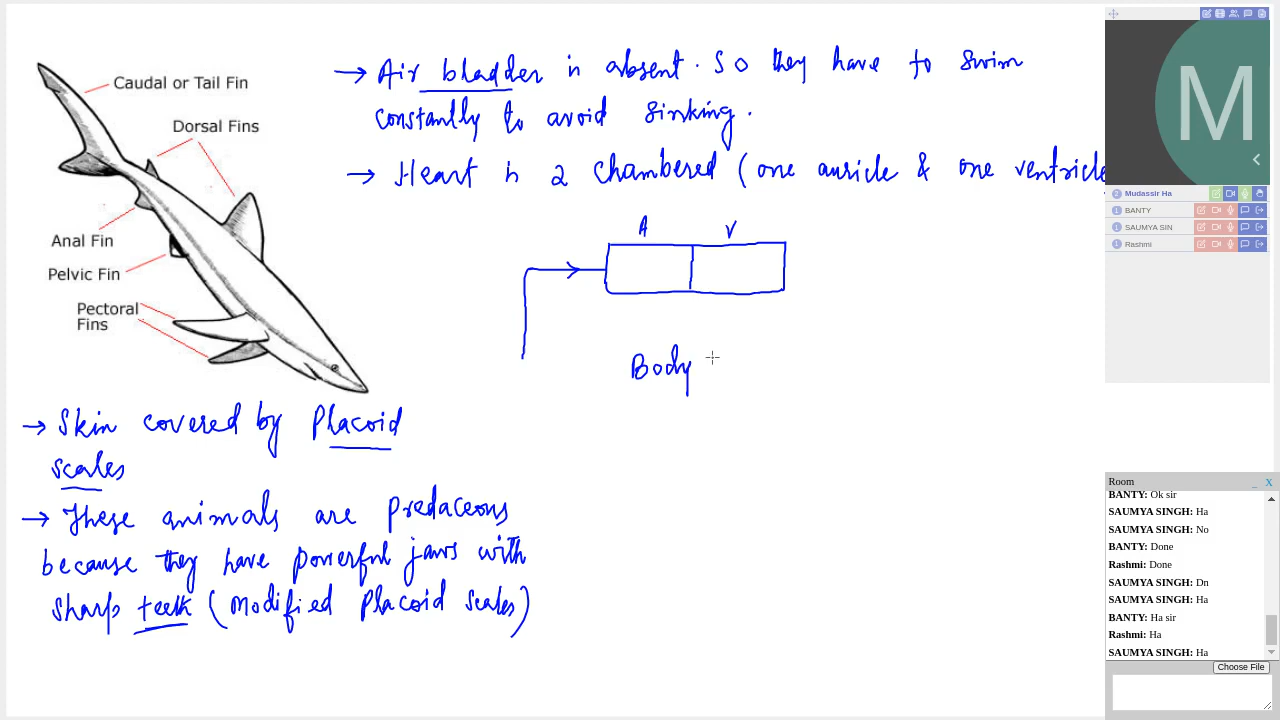 Caudal or Tail Fin
Dorsal Fins
Anal Fin
Pelvic Fin
Pectoral
Fins
→ Air bladder is absent. So they have to swim
constantly to avoid sinking.
→ Heart is 2 chambered (one auricle & one ventricle
A V
Body
→ Skin covered by Placoid
scales
→ These animals are predaceous
because they have powerful jaws with
sharp teeth (modified placoid scales)
M
2 Mudassir Ha
1 BANTY
1 SAUMYA SIN
1 Rashmi
Room _ X
BANTY: Ok sir
SAUMYA SINGH: Ha
SAUMYA SINGH: No
BANTY: Done
Rashmi: Done
SAUMYA SINGH: Dn
SAUMYA SINGH: Ha
BANTY: Ha sir
Rashmi: Ha
SAUMYA SINGH: Ha
Choose File